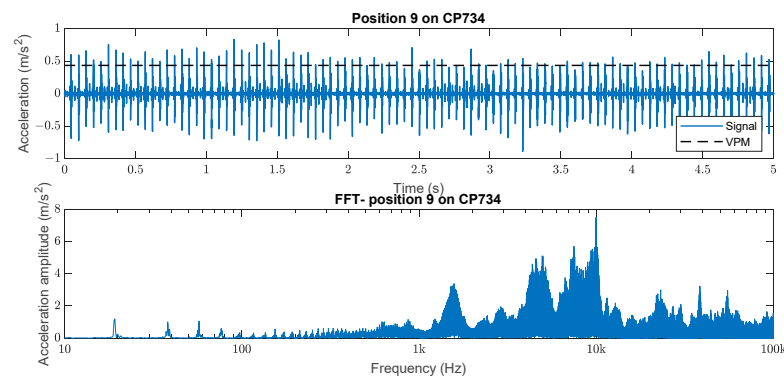 Position 9 on CP734
Acceleration (m/s²)
1
0.5
0
−0.5
−1
Signal
VPM
0 0.5 1 1.5 2 2.5 3 3.5 4 4.5 5
Time (s)
FFT- position 9 on CP734
Acceleration amplitude (m/s²)
8
6
4
2
0
10 100 1k 10k 100k
Frequency (Hz)